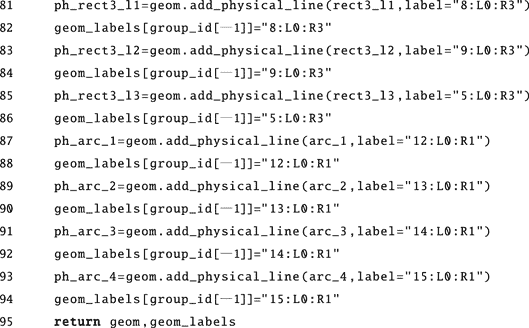 81 ph_rect3_l1=geom.add_physical_line(rect3_l1,label="8:L0:R3")
82 geom_labels[group_id[—1]]="8:L0:R3"
83 ph_rect3_l2=geom.add_physical_line(rect3_l2,label="9:L0:R3")
84 geom_labels[group_id[—1]]="9:L0:R3"
85 ph_rect3_l3=geom.add_physical_line(rect3_l3,label="5:L0:R3")
86 geom_labels[group_id[—1]]="5:L0:R3"
87 ph_arc_1=geom.add_physical_line(arc_1,label="12:L0:R1")
88 geom_labels[group_id[—1]]="12:L0:R1"
89 ph_arc_2=geom.add_physical_line(arc_2,label="13:L0:R1")
90 geom_labels[group_id[—1]]="13:L0:R1"
91 ph_arc_3=geom.add_physical_line(arc_3,label="14:L0:R1")
92 geom_labels[group_id[—1]]="14:L0:R1"
93 ph_arc_4=geom.add_physical_line(arc_4,label="15:L0:R1")
94 geom_labels[group_id[—1]]="15:L0:R1"
95 return geom,geom_labels